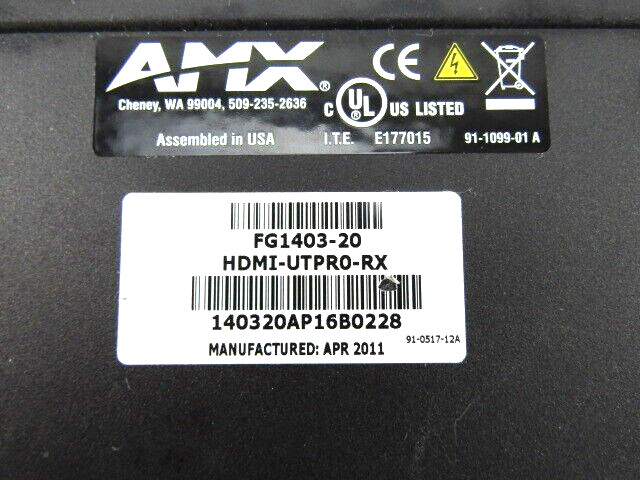 AMX®
CE
Cheney, WA 99004, 509-235-2636
C UL® US LISTED
Assembled in USA
I.T.E. E177015
91-1099-01 A
FG1403-20
HDMI-UTPRO-RX
140320AP16B0228
MANUFACTURED: APR 2011
91-0517-12A